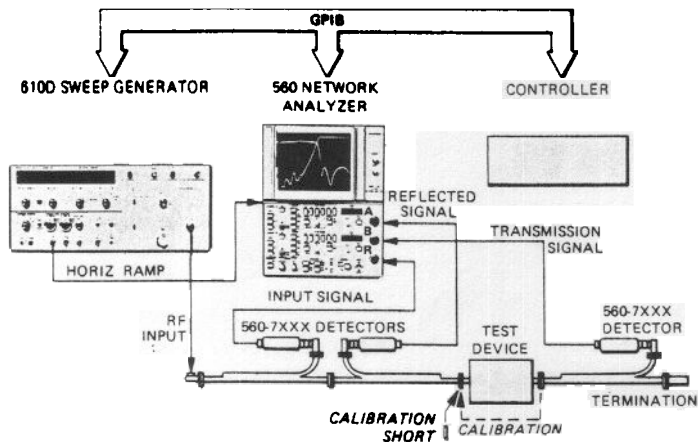 GPIB
610D SWEEP GENERATOR
560 NETWORK
ANALYZER
CONTROLLER
REFLECTED
SIGNAL
A
B
R
TRANSMISSION
SIGNAL
HORIZ RAMP
INPUT SIGNAL
RF
INPUT
560-7XXX DETECTORS
TEST
DEVICE
560-7XXX
DETECTOR
TERMINATION
CALIBRATION
SHORT
CALIBRATION